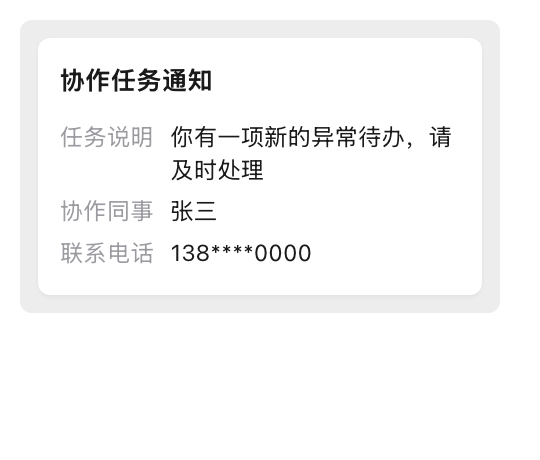 协作任务通知
任务说明 你有一项新的异常待办，请
及时处理
协作同事 张三
联系电话 138****0000